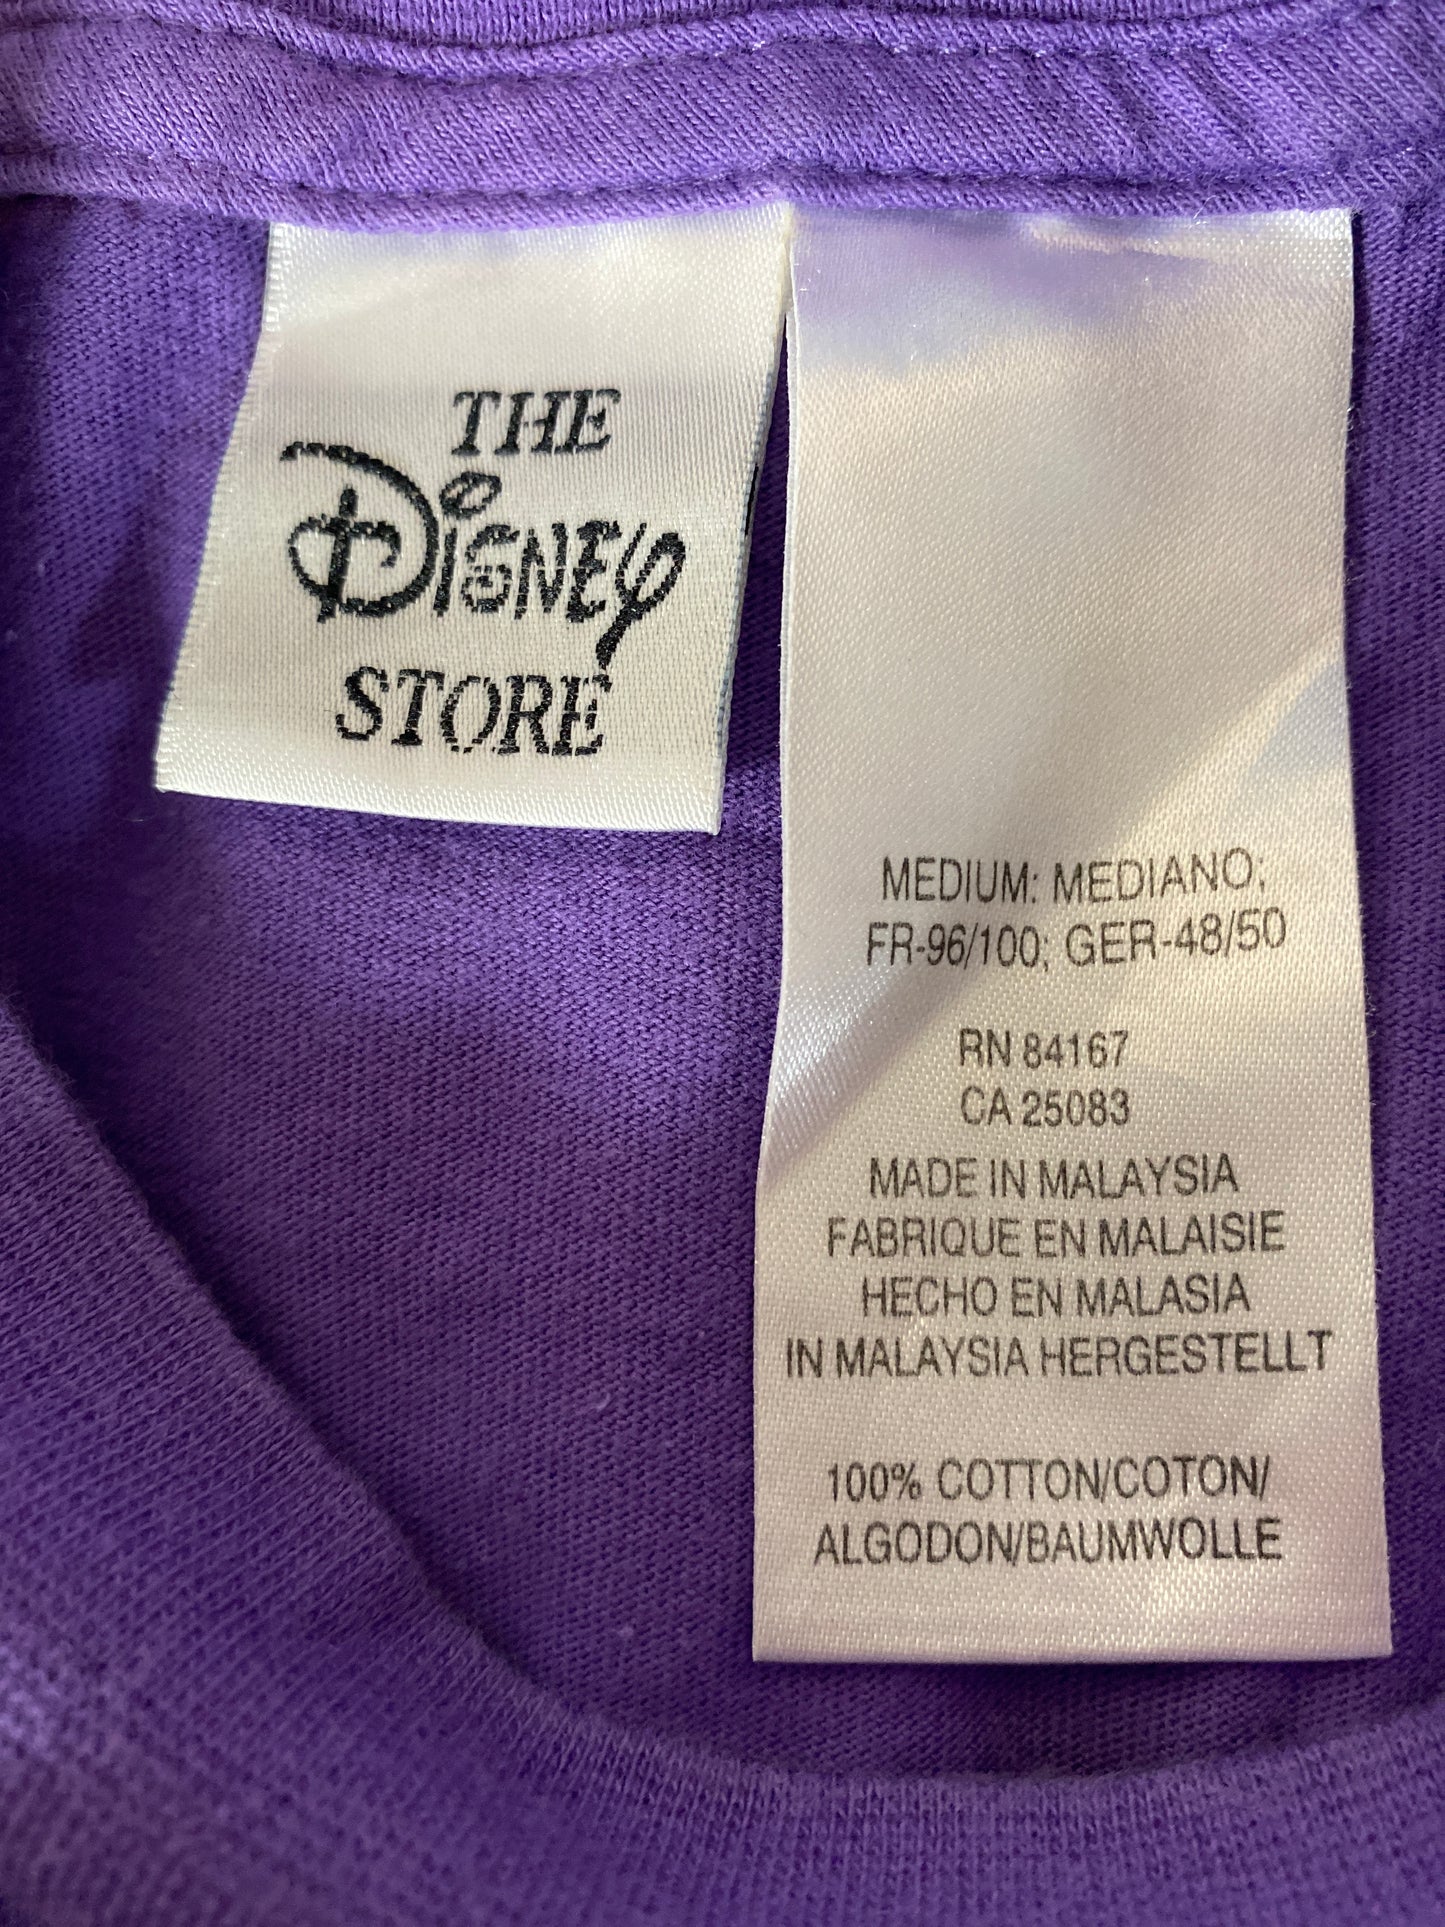 THE
DISNEY
STORE
MEDIUM: MEDIANO;
FR-96/100; GER-48/50
RN 84167
CA 25083
MADE IN MALAYSIA
FABRIQUE EN MALAISIE
HECHO EN MALASIA
IN MALAYSIA HERGESTELLT
100% COTTON/COTON/
ALGODON/BAUMWOLLE